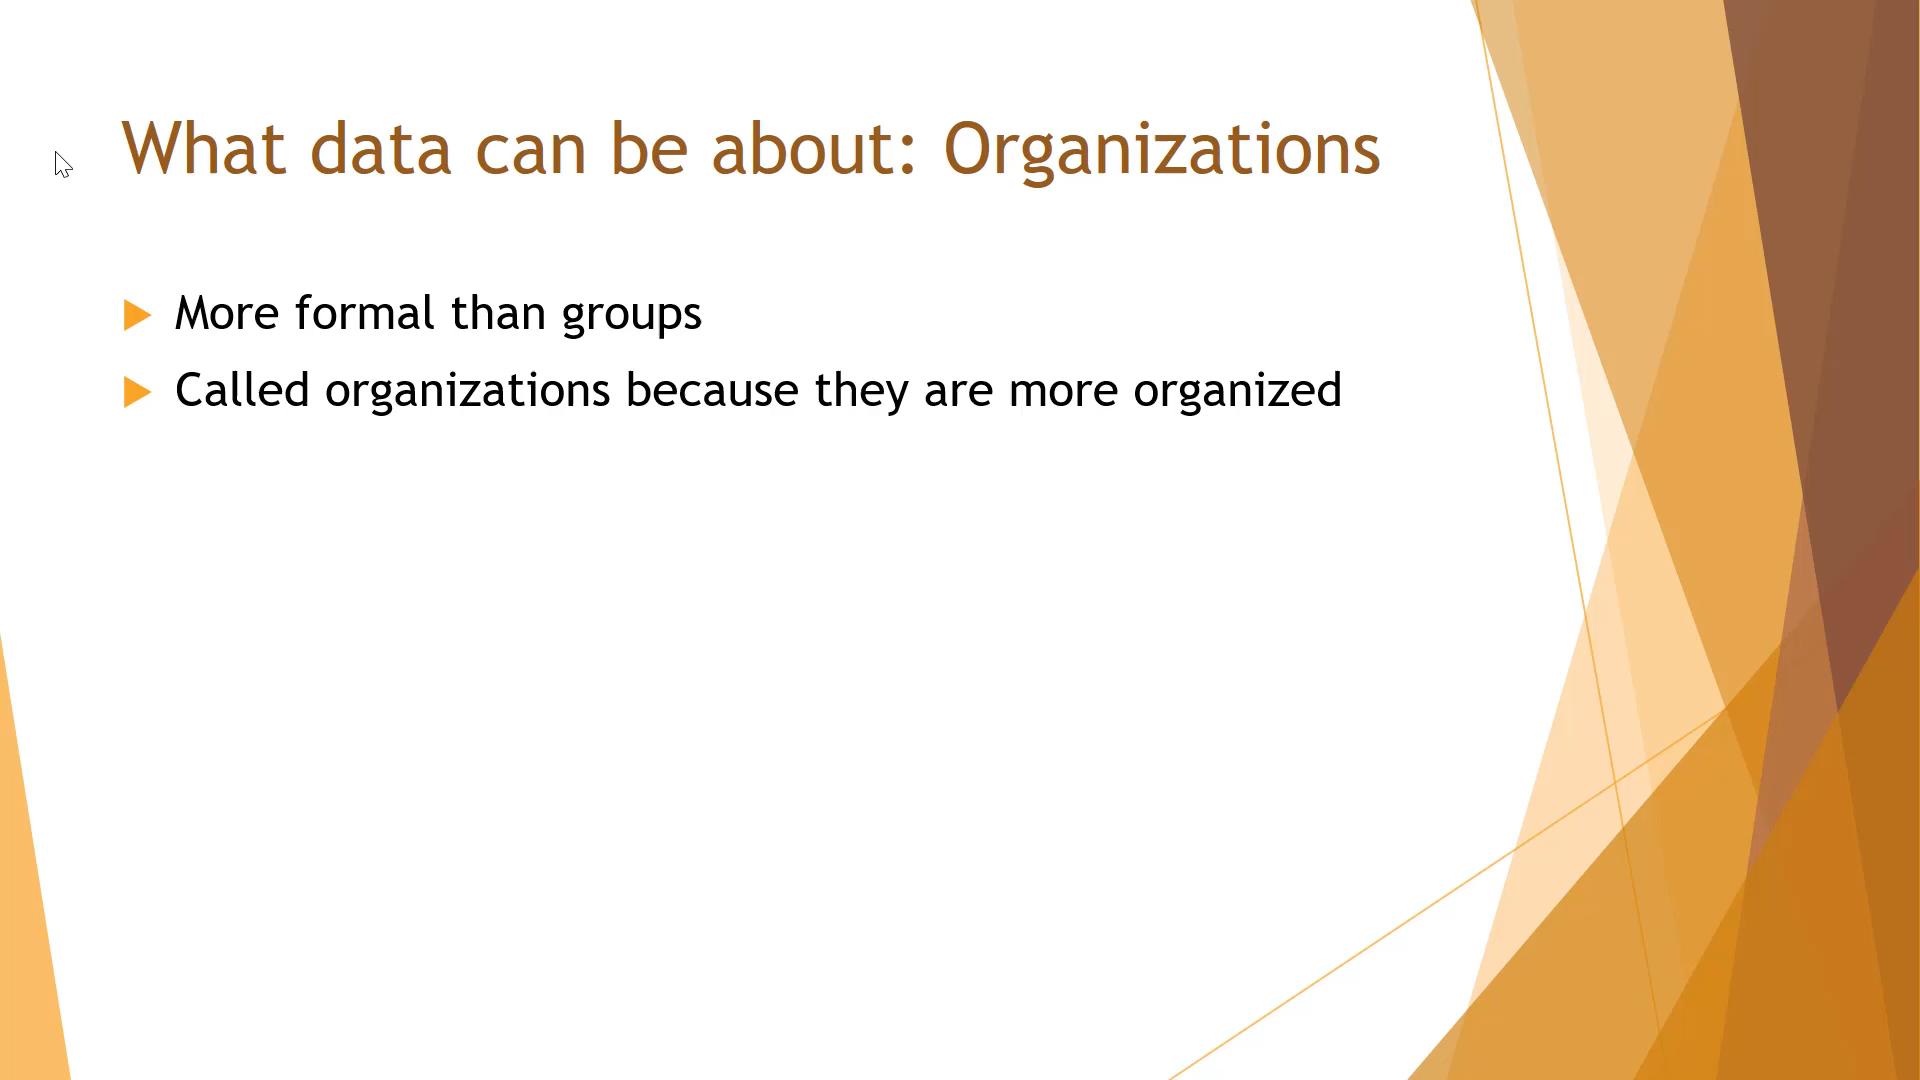 What data can be about: Organizations
More formal than groups
Called organizations because they are more organized